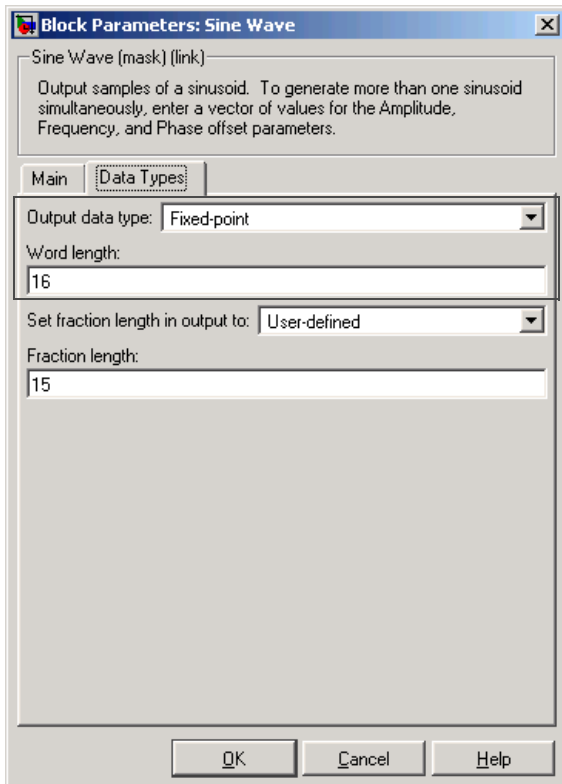 Block Parameters: Sine Wave
Sine Wave (mask) (link)
Output samples of a sinusoid. To generate more than one sinusoid
simultaneously, enter a vector of values for the Amplitude,
Frequency, and Phase offset parameters.
Main Data Types
Output data type: Fixed-point
Word length:
16
Set fraction length in output to: User-defined
Fraction length:
15
OK Cancel Help